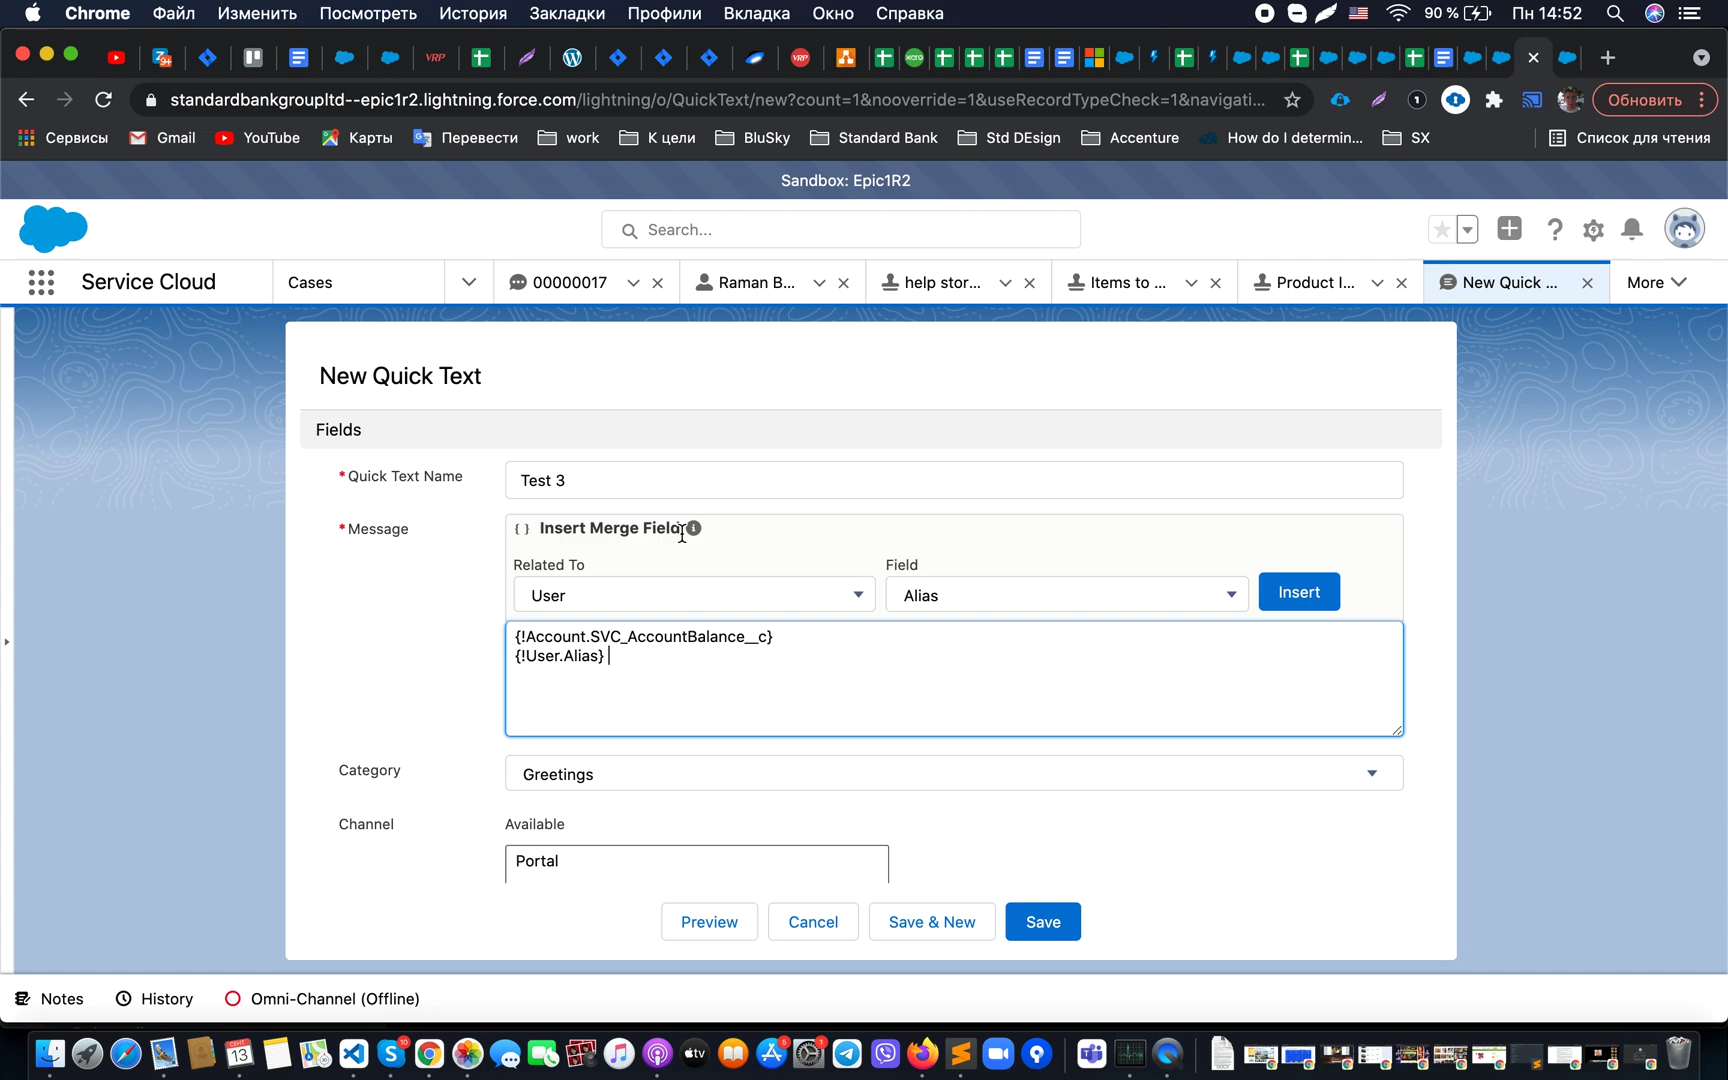 Chrome Файл Изменить Посмотреть История Закладки Профили Вкладка Окно Справка 90 % Пн 14:52
standardbankgroupltd--epic1r2.lightning.force.com/lightning/o/QuickText/new?count=1&nooverride=1&useRecordTypeCheck=1&navigati... Обновить
Сервисы Gmail YouTube Карты Перевести work К цели BluSky Standard Bank Std DEsign Accenture How do I determin... SX Список для чтения
Sandbox: Epic1R2
Search...
Service Cloud Cases 00000017 Raman B... help stor... Items to ... Product I... New Quick ... More
New Quick Text
Fields
*Quick Text Name Test 3
*Message { } Insert Merge Field
Related To Field
User Alias Insert
{!Account.SVC_AccountBalance__c}
{!User.Alias}
Category Greetings
Channel Available
Portal
Preview Cancel Save & New Save
Notes History Omni-Channel (Offline)